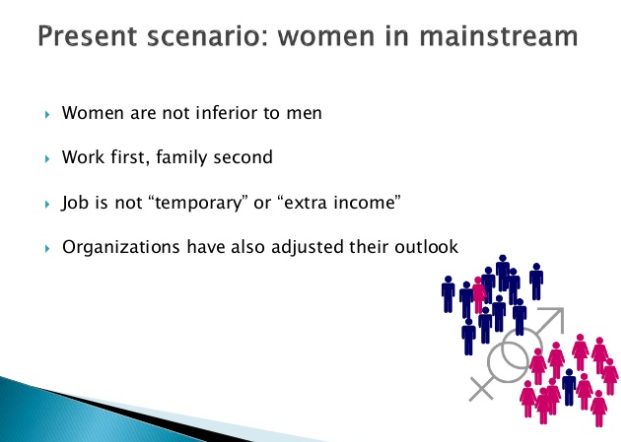 Present scenario: women in mainstream
Women are not inferior to men
Work first, family second
Job is not “temporary” or “extra income”
Organizations have also adjusted their outlook